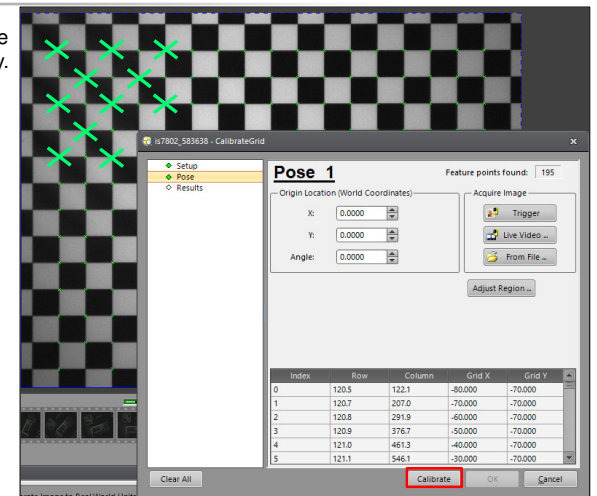 e
y.
is7802_583638 - CalibrateGrid
Setup
Pose
Results
Pose 1
Feature points found: 195
Origin Location (World Coordinates)
X: 0.0000
Y: 0.0000
Angle: 0.0000
Acquire Image
Trigger
Live Video ...
From File ...
Adjust Region ...
Index Row Column Grid X Grid Y
0 120.5 122.1 -80.000 -70.000
1 120.7 207.0 -70.000 -70.000
2 120.8 291.9 -60.000 -70.000
3 120.9 376.7 -50.000 -70.000
4 121.0 461.3 -40.000 -70.000
5 121.1 546.1 -30.000 -70.000
Clear All
Calibrate
OK
Cancel